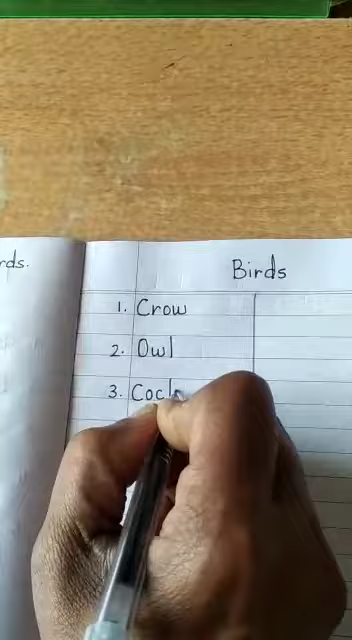 rds.
Birds
1. Crow
2. Owl
3. Coc